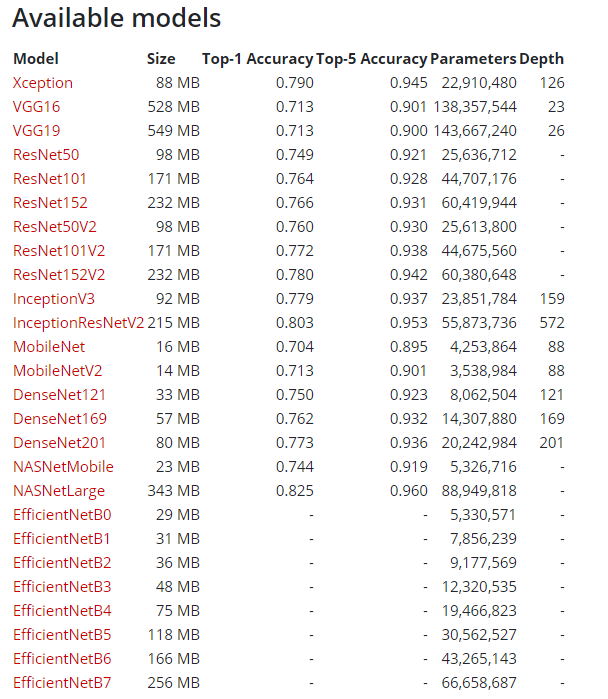 Available models
Model Size Top-1 Accuracy Top-5 Accuracy Parameters Depth
Xception 88 MB 0.790 0.945 22,910,480 126
VGG16 528 MB 0.713 0.901 138,357,544 23
VGG19 549 MB 0.713 0.900 143,667,240 26
ResNet50 98 MB 0.749 0.921 25,636,712 -
ResNet101 171 MB 0.764 0.928 44,707,176 -
ResNet152 232 MB 0.766 0.931 60,419,944 -
ResNet50V2 98 MB 0.760 0.930 25,613,800 -
ResNet101V2 171 MB 0.772 0.938 44,675,560 -
ResNet152V2 232 MB 0.780 0.942 60,380,648 -
InceptionV3 92 MB 0.779 0.937 23,851,784 159
InceptionResNetV2 215 MB 0.803 0.953 55,873,736 572
MobileNet 16 MB 0.704 0.895 4,253,864 88
MobileNetV2 14 MB 0.713 0.901 3,538,984 88
DenseNet121 33 MB 0.750 0.923 8,062,504 121
DenseNet169 57 MB 0.762 0.932 14,307,880 169
DenseNet201 80 MB 0.773 0.936 20,242,984 201
NASNetMobile 23 MB 0.744 0.919 5,326,716 -
NASNetLarge 343 MB 0.825 0.960 88,949,818 -
EfficientNetB0 29 MB - - 5,330,571 -
EfficientNetB1 31 MB - - 7,856,239 -
EfficientNetB2 36 MB - - 9,177,569 -
EfficientNetB3 48 MB - - 12,320,535 -
EfficientNetB4 75 MB - - 19,466,823 -
EfficientNetB5 118 MB - - 30,562,527 -
EfficientNetB6 166 MB - - 43,265,143 -
EfficientNetB7 256 MB - - 66,658,687 -